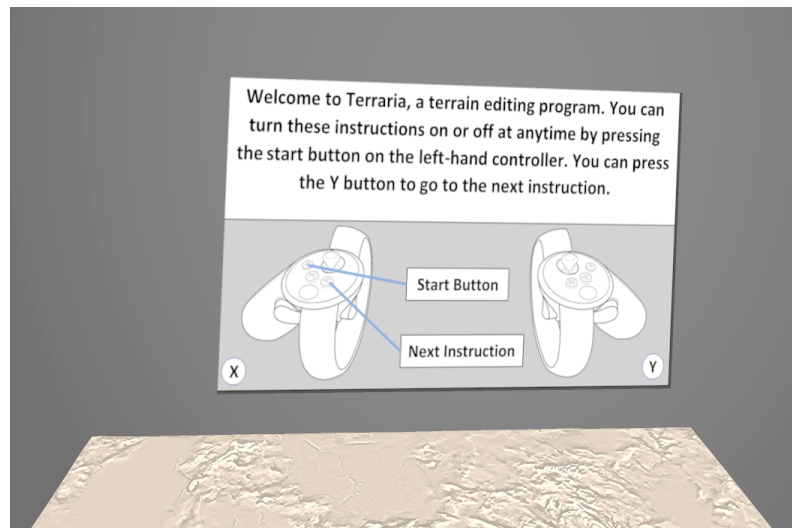 Welcome to Terraria, a terrain editing program. You can
turn these instructions on or off at anytime by pressing
the start button on the left-hand controller. You can press
the Y button to go to the next instruction.
Start Button
Next Instruction
X
Y